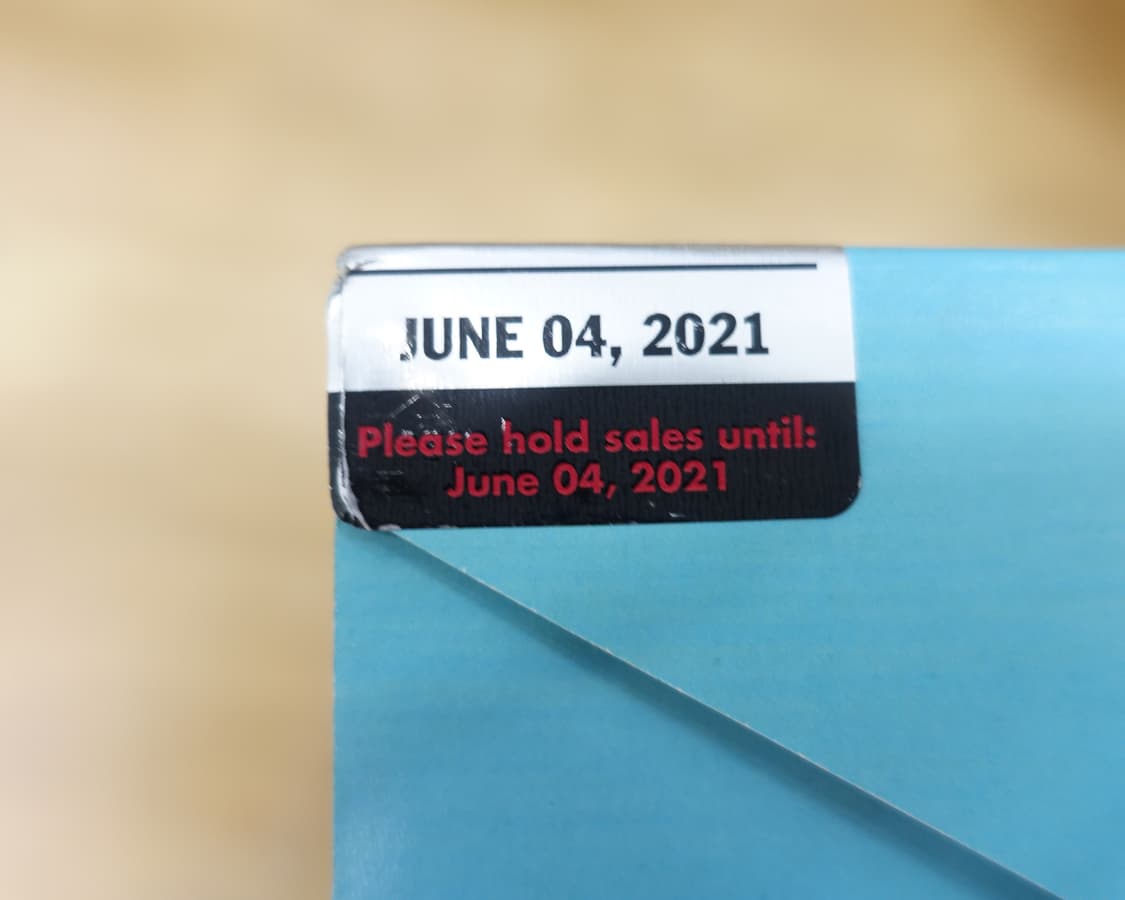 JUNE 04, 2021
Please hold sales until:
June 04, 2021